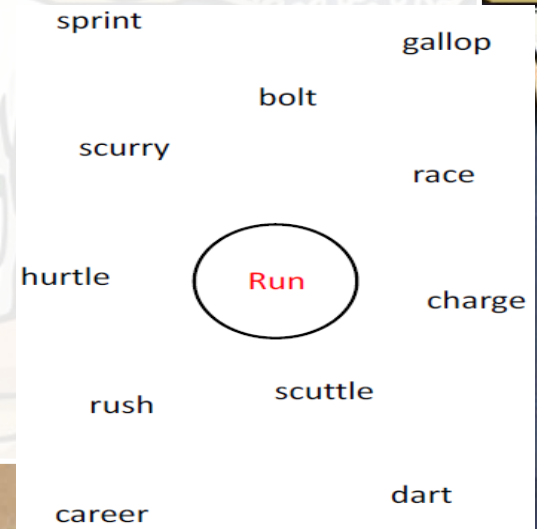 sprint
gallop
bolt
scurry
race
hurtle
Run
charge
scuttle
rush
dart
career